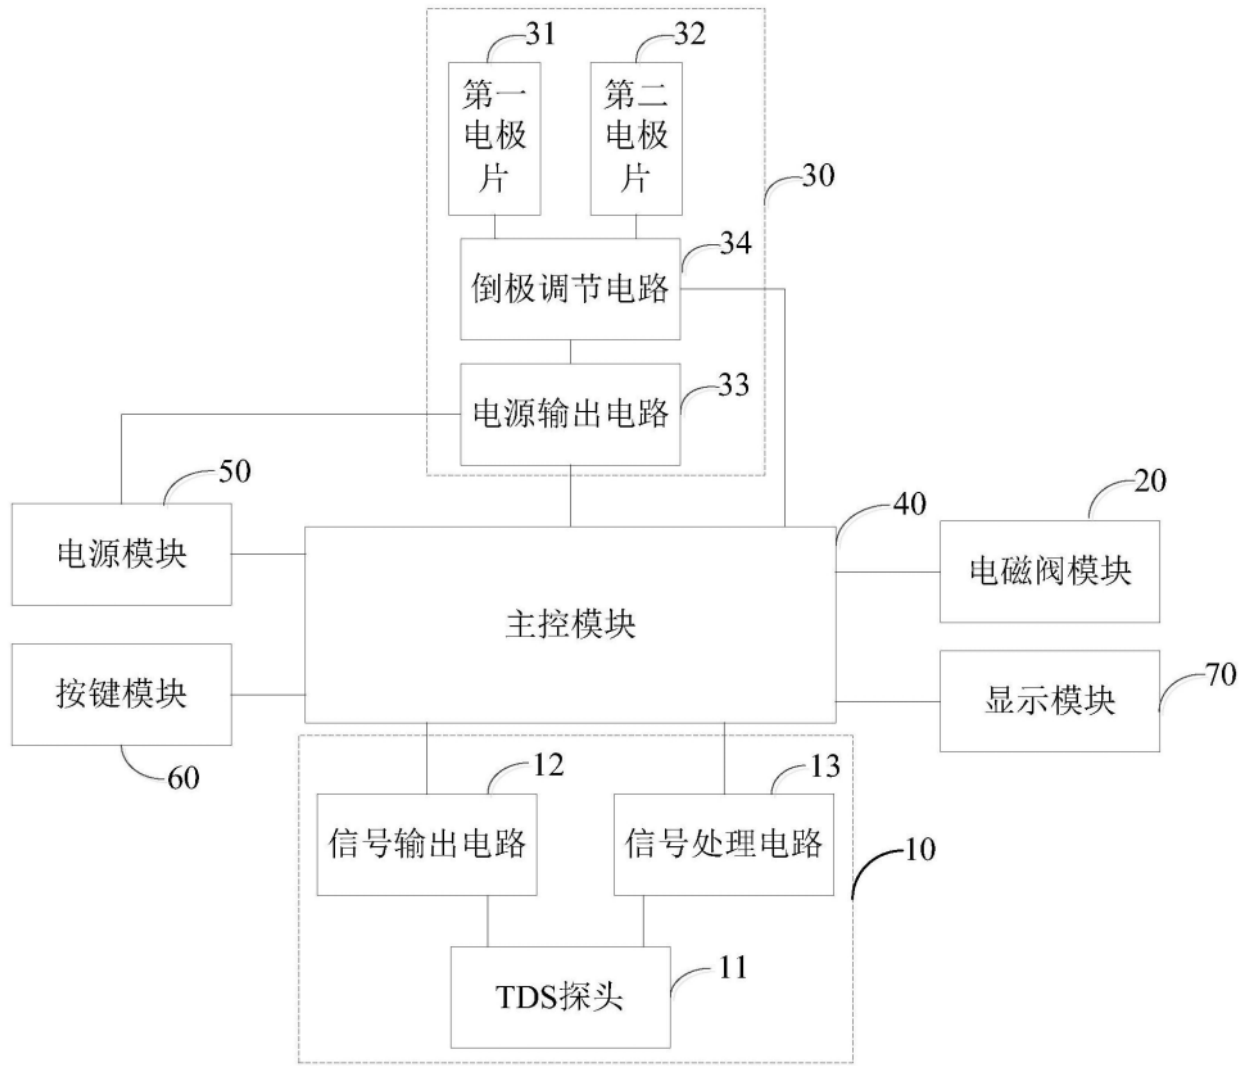 31
32
第一
电极
片
第二
电极
片
30
34
倒极调节电路
33
电源输出电路
50
40
20
电源模块
电磁阀模块
主控模块
按键模块
显示模块
70
60
12
13
信号输出电路
信号处理电路
10
11
TDS探头